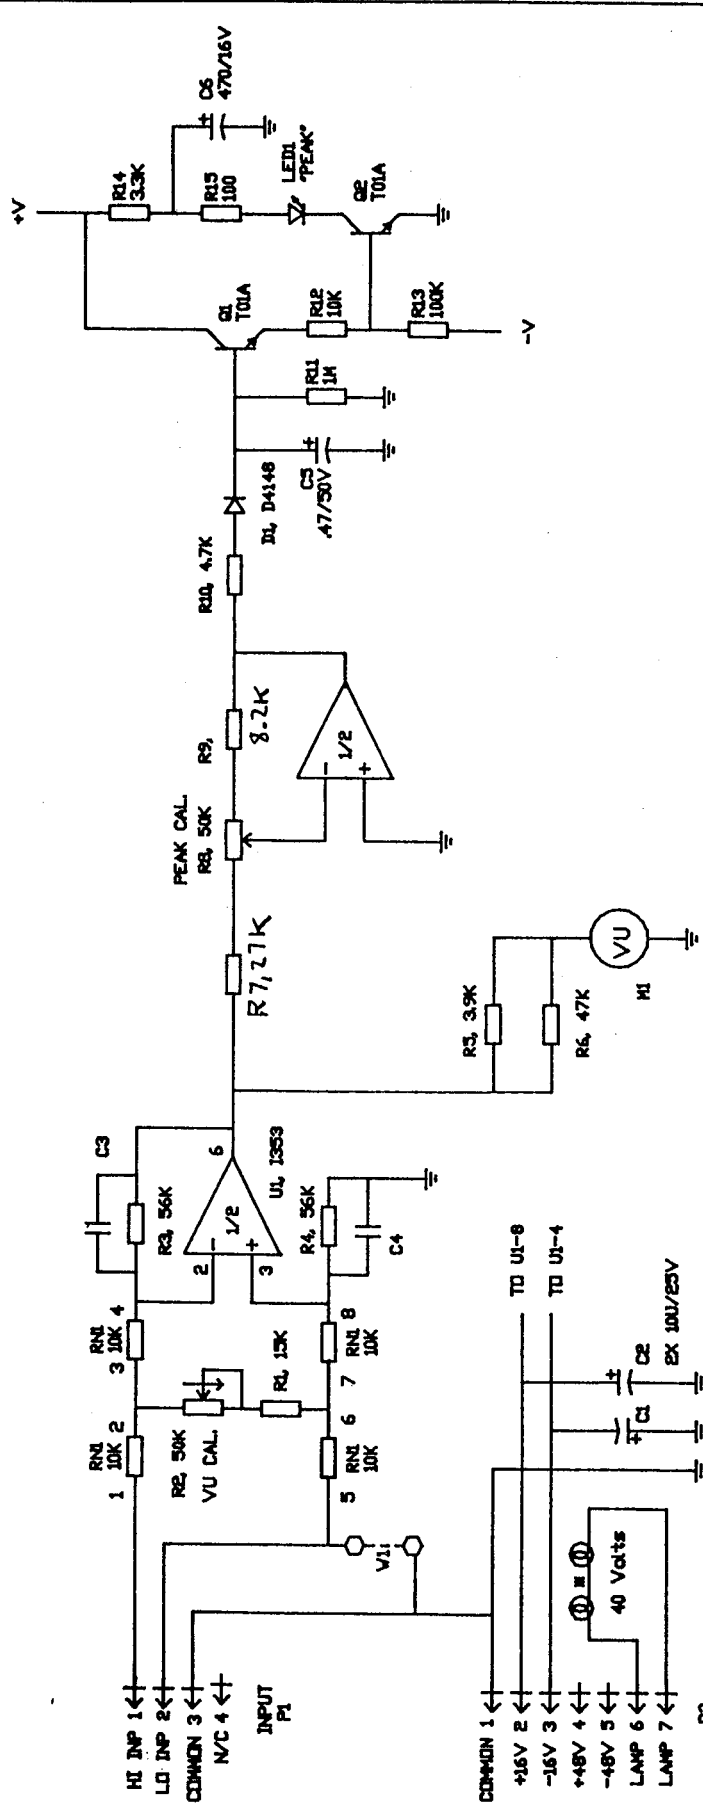 +V
R14
3.3K
C6
470/16V
R15
100
LED1
"PEAK"
Q2
T01A
Q1
T01A
R12
10K
R13
100K
-V
R11
1M
C5
.47/50V
D1, D4148
R10, 4.7K
R9,
8.2K
1/2
-
+
PEAK CAL.
R8, 50K
R7, 27K
R5, 3.9K
R6, 47K
VU
M1
C3
R3, 56K
6
U1, I353
1/2
-
+
2
3
R4, 56K
C4
RN1
10K
3
4
RN1
10K
1
2
R2, 50K
VU CAL.
R1, 15K
RN1
10K
7
8
RN1
10K
5
6
W1
HI INP 1
LO INP 2
COMMON 3
N/C 4
INPUT
P1
TO U1-8
TO U1-4
C2
2X 10U/25V
C1
40 Volts
COMMON 1
+16V 2
-16V 3
+48V 4
-48V 5
LAMP 6
LAMP 7